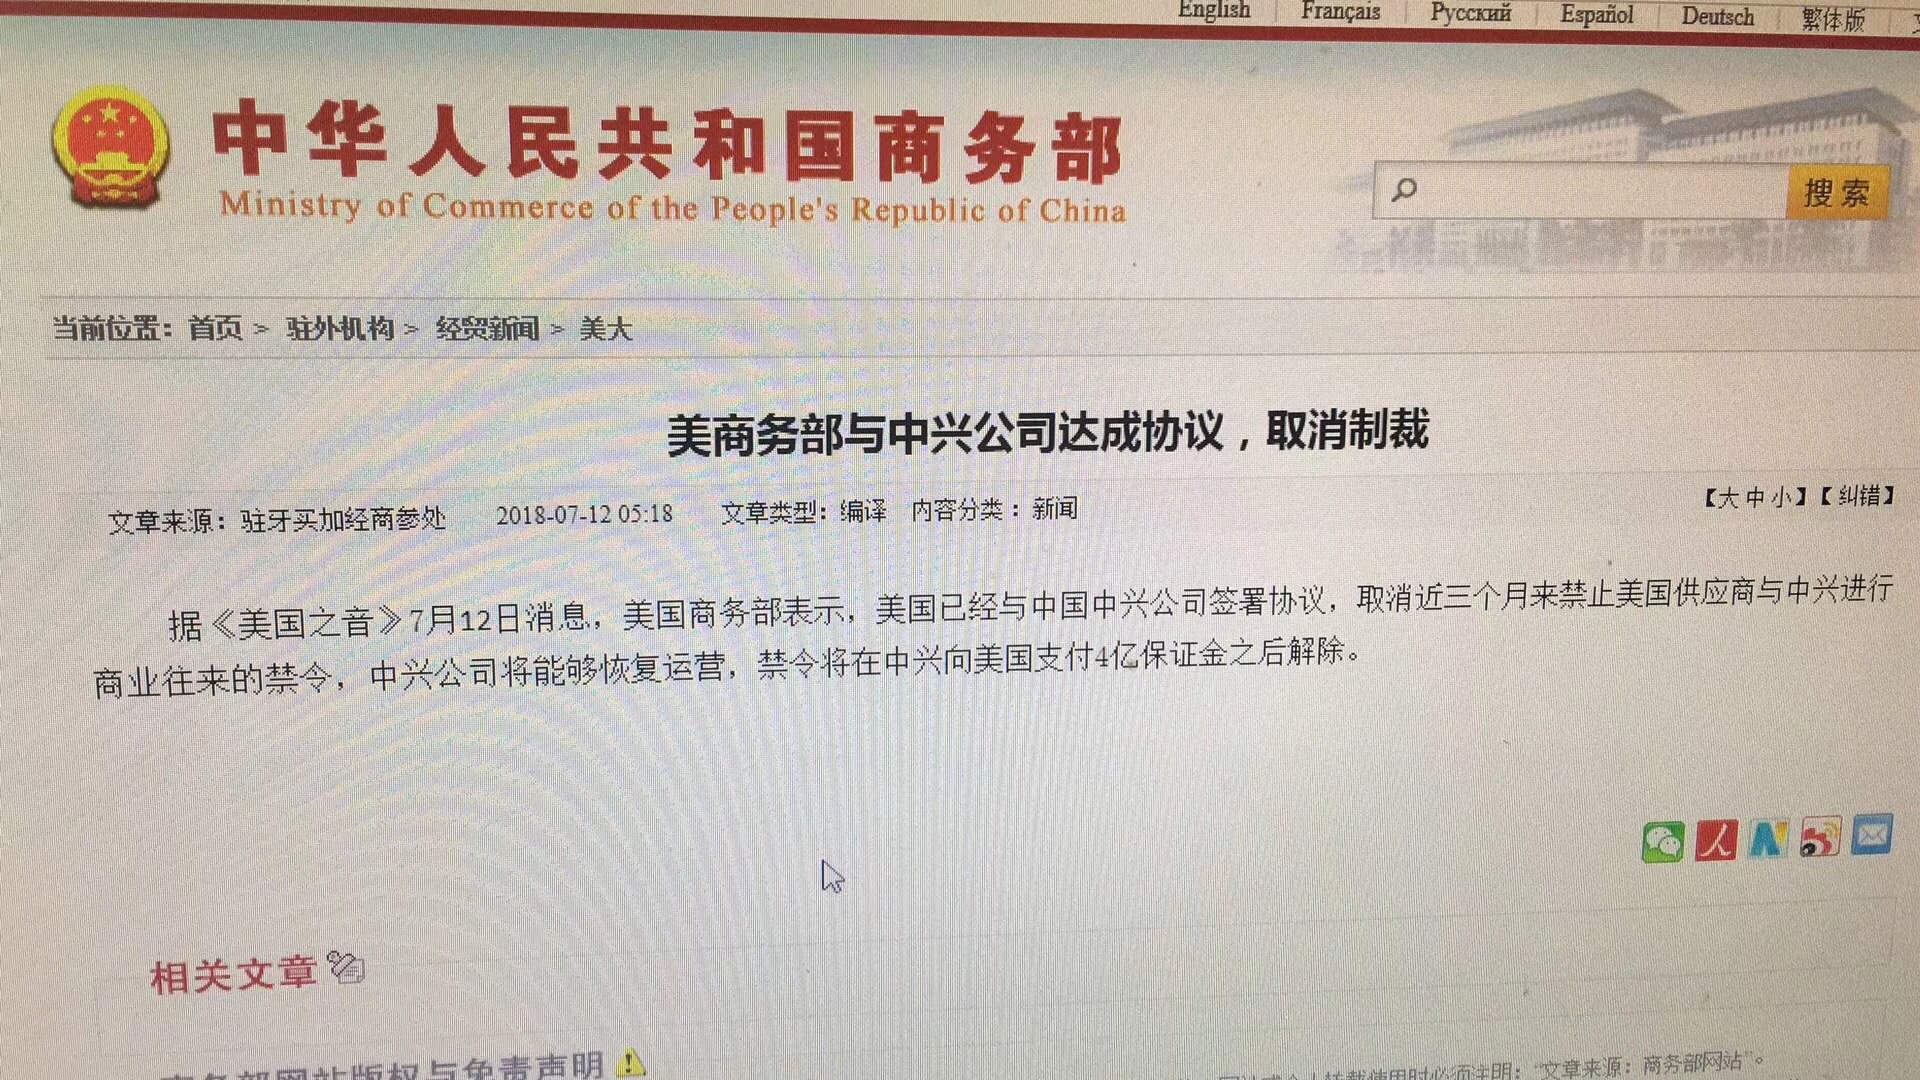 English | Français | Русский | Español | Deutsch | 繁体版
中华人民共和国商务部
Ministry of Commerce of the People's Republic of China
搜索
当前位置：首页 > 驻外机构 > 经贸新闻 > 美大
美商务部与中兴公司达成协议，取消制裁
【大 中 小】【 纠错】
文章来源：驻牙买加经商参处 2018-07-12 05:18 文章类型：编译 内容分类：新闻
据《美国之音》7月12日消息，美国商务部表示，美国已经与中国中兴公司签署协议，取消近三个月来禁止美国供应商与中兴进行
商业往来的禁令，中兴公司将能够恢复运营，禁令将在中兴向美国支付4亿保证金之后解除。
人
相关文章
商务部网站版权与免责声明
转载使用时必须注明：“文章来源：商务部网站”。